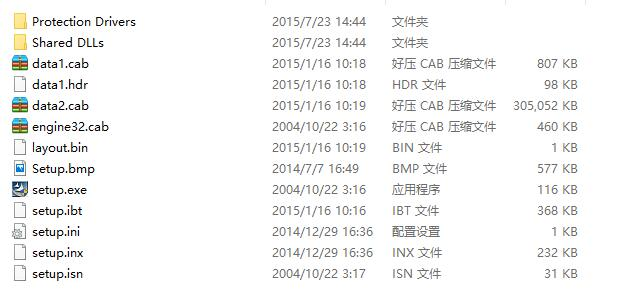 Protection Drivers 2015/7/23 14:44 文件夹
Shared DLLs 2015/7/23 14:44 文件夹
data1.cab 2015/1/16 10:18 好压 CAB 压缩文件 807 KB
data1.hdr 2015/1/16 10:18 HDR 文件 98 KB
data2.cab 2015/1/16 10:19 好压 CAB 压缩文件 305,052 KB
engine32.cab 2004/10/22 3:16 好压 CAB 压缩文件 460 KB
layout.bin 2015/1/16 10:19 BIN 文件 1 KB
Setup.bmp 2014/7/7 16:49 BMP 文件 577 KB
setup.exe 2004/10/22 3:16 应用程序 116 KB
setup.ibt 2015/1/16 10:16 IBT 文件 368 KB
setup.ini 2014/12/29 16:36 配置设置 1 KB
setup.inx 2014/12/29 16:36 INX 文件 232 KB
setup.isn 2004/10/22 3:17 ISN 文件 31 KB